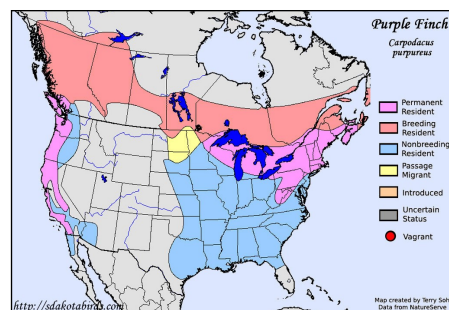 Purple Finch
Carpodacus
purpureus
Permanent
Resident
Breeding
Resident
Nonbreeding
Resident
Passage
Migrant
Introduced
Uncertain
Status
Vagrant
http://sdakotabirds.com
Map created by Terry Sohl
Data from NatureServe